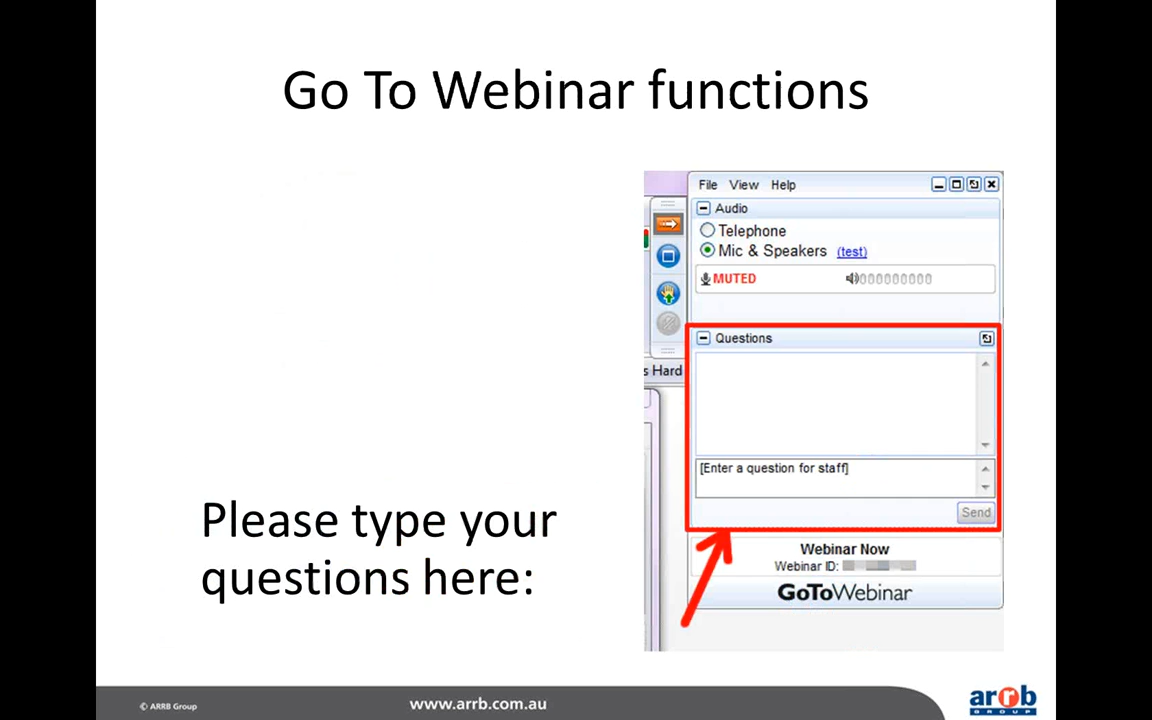 Go To Webinar functions
File View Help
Audio
Telephone
Mic & Speakers (test)
MUTED
Questions
s Hard
[Enter a question for staff]
Send
Please type your
questions here:
Webinar Now
Webinar ID:
GoToWebinar
© ARRB Group
www.arrb.com.au
arrb
GROUP